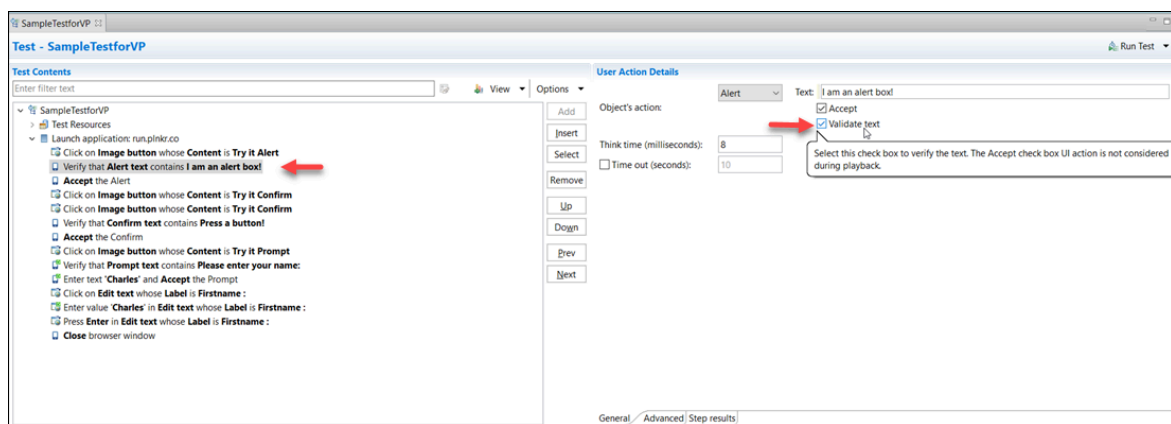 SampleTestforVP
Test - SampleTestforVP
Run Test
Test Contents
Enter filter text
View
Options
SampleTestforVP
Test Resources
Launch application: run.plnkr.co
Click on Image button whose Content is Try it Alert
Verify that Alert text contains I am an alert box!
Accept the Alert
Click on Image button whose Content is Try it Confirm
Click on Image button whose Content is Try it Confirm
Verify that Confirm text contains Press a button!
Accept the Confirm
Click on Image button whose Content is Try it Prompt
Verify that Prompt text contains Please enter your name:
Enter text 'Charles' and Accept the Prompt
Click on Edit text whose Label is Firstname :
Enter value 'Charles' in Edit text whose Label is Firstname :
Press Enter in Edit text whose Label is Firstname :
Close browser window
Add
Insert
Select
Remove
Up
Down
Prev
Next
User Action Details
Alert
Text: I am an alert box!
Object's action:
Accept
Validate text
Think time (milliseconds): 8
Time out (seconds): 10
Select this check box to verify the text. The Accept check box UI action is not considered
during playback.
General Advanced Step results